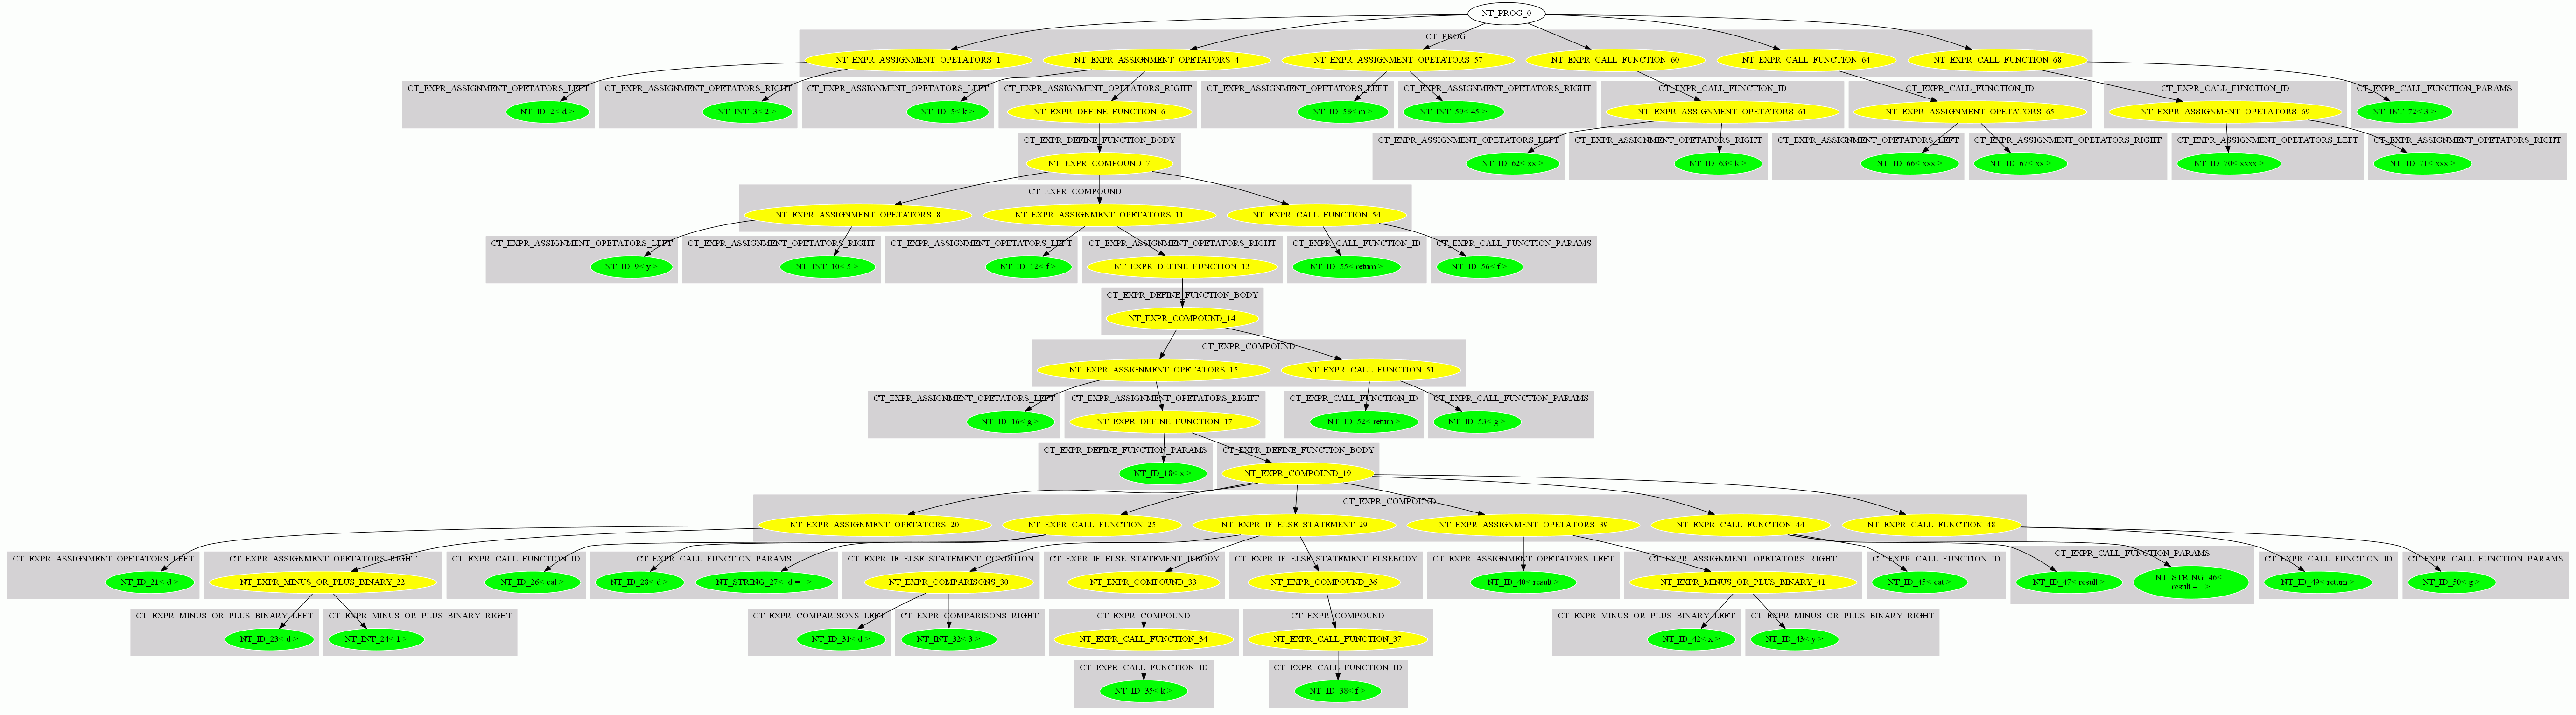 NT_PROG_0
CT_PROG
NT_EXPR_ASSIGNMENT_OPETATORS_1
NT_EXPR_ASSIGNMENT_OPETATORS_4
NT_EXPR_ASSIGNMENT_OPETATORS_57
NT_EXPR_CALL_FUNCTION_60
NT_EXPR_CALL_FUNCTION_64
NT_EXPR_CALL_FUNCTION_68
CT_EXPR_ASSIGNMENT_OPETATORS_LEFT
CT_EXPR_ASSIGNMENT_OPETATORS_RIGHT
CT_EXPR_ASSIGNMENT_OPETATORS_LEFT
CT_EXPR_ASSIGNMENT_OPETATORS_RIGHT
CT_EXPR_ASSIGNMENT_OPETATORS_LEFT
CT_EXPR_ASSIGNMENT_OPETATORS_RIGHT
CT_EXPR_CALL_FUNCTION_ID
CT_EXPR_CALL_FUNCTION_ID
CT_EXPR_CALL_FUNCTION_ID
CT_EXPR_CALL_FUNCTION_PARAMS
NT_ID_2< d >
NT_INT_3< 2 >
NT_ID_5< k >
NT_EXPR_DEFINE_FUNCTION_6
NT_ID_58< m >
NT_INT_59< 45 >
NT_EXPR_ASSIGNMENT_OPETATORS_61
NT_EXPR_ASSIGNMENT_OPETATORS_65
NT_EXPR_ASSIGNMENT_OPETATORS_69
NT_INT_72< 3 >
CT_EXPR_DEFINE_FUNCTION_BODY
CT_EXPR_ASSIGNMENT_OPETATORS_LEFT
CT_EXPR_ASSIGNMENT_OPETATORS_RIGHT
CT_EXPR_ASSIGNMENT_OPETATORS_LEFT
CT_EXPR_ASSIGNMENT_OPETATORS_RIGHT
CT_EXPR_ASSIGNMENT_OPETATORS_LEFT
CT_EXPR_ASSIGNMENT_OPETATORS_RIGHT
NT_EXPR_COMPOUND_7
NT_ID_62< xx >
NT_ID_63< k >
NT_ID_66< xxx >
NT_ID_67< xx >
NT_ID_70< xxxx >
NT_ID_71< xxx >
CT_EXPR_COMPOUND
NT_EXPR_ASSIGNMENT_OPETATORS_8
NT_EXPR_ASSIGNMENT_OPETATORS_11
NT_EXPR_CALL_FUNCTION_54
CT_EXPR_ASSIGNMENT_OPETATORS_LEFT
CT_EXPR_ASSIGNMENT_OPETATORS_RIGHT
CT_EXPR_ASSIGNMENT_OPETATORS_LEFT
CT_EXPR_ASSIGNMENT_OPETATORS_RIGHT
CT_EXPR_CALL_FUNCTION_ID
CT_EXPR_CALL_FUNCTION_PARAMS
NT_ID_9< y >
NT_INT_10< 5 >
NT_ID_12< f >
NT_EXPR_DEFINE_FUNCTION_13
NT_ID_55< return >
NT_ID_56< f >
CT_EXPR_DEFINE_FUNCTION_BODY
NT_EXPR_COMPOUND_14
CT_EXPR_COMPOUND
NT_EXPR_ASSIGNMENT_OPETATORS_15
NT_EXPR_CALL_FUNCTION_51
CT_EXPR_ASSIGNMENT_OPETATORS_LEFT
CT_EXPR_ASSIGNMENT_OPETATORS_RIGHT
CT_EXPR_CALL_FUNCTION_ID
CT_EXPR_CALL_FUNCTION_PARAMS
NT_ID_16< g >
NT_EXPR_DEFINE_FUNCTION_17
NT_ID_52< return >
NT_ID_53< g >
CT_EXPR_DEFINE_FUNCTION_PARAMS
CT_EXPR_DEFINE_FUNCTION_BODY
NT_ID_18< x >
NT_EXPR_COMPOUND_19
CT_EXPR_COMPOUND
NT_EXPR_ASSIGNMENT_OPETATORS_20
NT_EXPR_CALL_FUNCTION_25
NT_EXPR_IF_ELSE_STATEMENT_29
NT_EXPR_ASSIGNMENT_OPETATORS_39
NT_EXPR_CALL_FUNCTION_44
NT_EXPR_CALL_FUNCTION_48
CT_EXPR_ASSIGNMENT_OPETATORS_LEFT
CT_EXPR_ASSIGNMENT_OPETATORS_RIGHT
CT_EXPR_CALL_FUNCTION_ID
CT_EXPR_CALL_FUNCTION_PARAMS
CT_EXPR_IF_ELSE_STATEMENT_CONDITION
CT_EXPR_IF_ELSE_STATEMENT_IFBODY
CT_EXPR_IF_ELSE_STATEMENT_ELSEBODY
CT_EXPR_ASSIGNMENT_OPETATORS_LEFT
CT_EXPR_ASSIGNMENT_OPETATORS_RIGHT
CT_EXPR_CALL_FUNCTION_ID
CT_EXPR_CALL_FUNCTION_PARAMS
CT_EXPR_CALL_FUNCTION_ID
CT_EXPR_CALL_FUNCTION_PARAMS
NT_ID_21< d >
NT_EXPR_MINUS_OR_PLUS_BINARY_22
NT_ID_26< cat >
NT_ID_28< d >
NT_STRING_27< d = >
NT_EXPR_COMPARISONS_30
NT_EXPR_COMPOUND_33
NT_EXPR_COMPOUND_36
NT_ID_40< result >
NT_EXPR_MINUS_OR_PLUS_BINARY_41
NT_ID_45< cat >
NT_ID_47< result >
NT_STRING_46<
result = >
NT_ID_49< return >
NT_ID_50< g >
CT_EXPR_MINUS_OR_PLUS_BINARY_LEFT
CT_EXPR_MINUS_OR_PLUS_BINARY_RIGHT
CT_EXPR_COMPARISONS_LEFT
CT_EXPR_COMPARISONS_RIGHT
CT_EXPR_COMPOUND
CT_EXPR_COMPOUND
CT_EXPR_MINUS_OR_PLUS_BINARY_LEFT
CT_EXPR_MINUS_OR_PLUS_BINARY_RIGHT
NT_ID_23< d >
NT_INT_24< 1 >
NT_ID_31< d >
NT_INT_32< 3 >
NT_EXPR_CALL_FUNCTION_34
NT_EXPR_CALL_FUNCTION_37
NT_ID_42< x >
NT_ID_43< y >
CT_EXPR_CALL_FUNCTION_ID
CT_EXPR_CALL_FUNCTION_ID
NT_ID_35< k >
NT_ID_38< f >